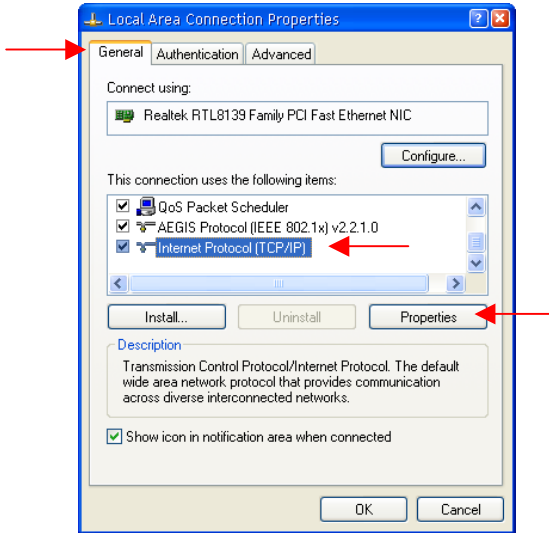 Local Area Connection Properties
General Authentication Advanced
Connect using:
Realtek RTL8139 Family PCI Fast Ethernet NIC
Configure...
This connection uses the following items:
QoS Packet Scheduler
AEGIS Protocol (IEEE 802.1x) v2.2.1.0
Internet Protocol (TCP/IP)
Install... Uninstall Properties
Description
Transmission Control Protocol/Internet Protocol. The default
wide area network protocol that provides communication
across diverse interconnected networks.
Show icon in notification area when connected
OK Cancel